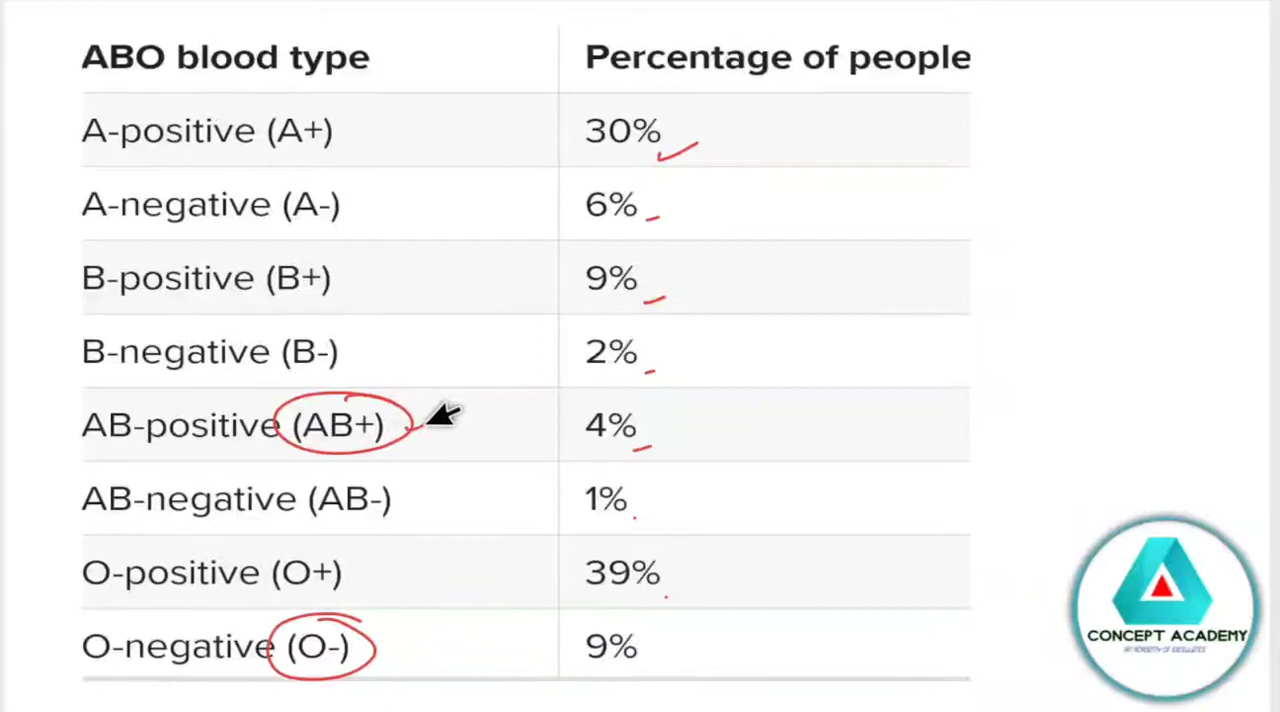 ABO blood type Percentage of people
A-positive (A+) 30%
A-negative (A-) 6%
B-positive (B+) 9%
B-negative (B-) 2%
AB-positive (AB+) 4%
AB-negative (AB-) 1%
O-positive (O+) 39%
O-negative (O-) 9%
CONCEPT ACADEMY